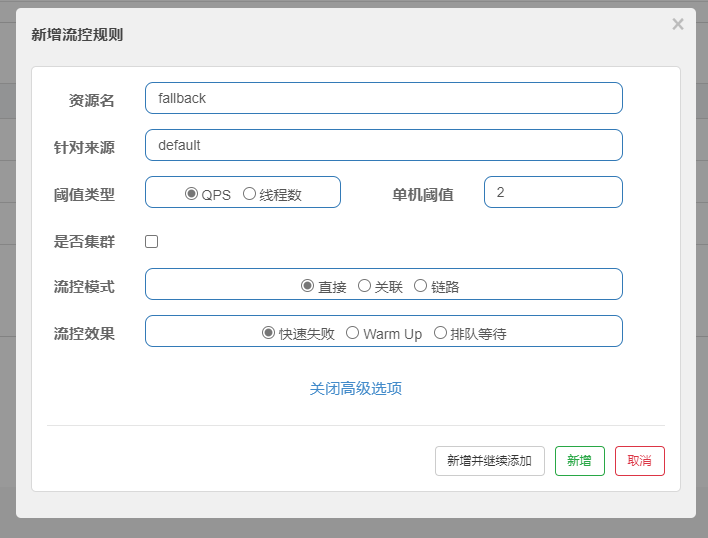 新增流控规则
×
资源名 fallback
针对来源 default
阈值类型 QPS 线程数 单机阈值 2
是否集群
流控模式 直接 关联 链路
流控效果 快速失败 Warm Up 排队等待
关闭高级选项
新增并继续添加 新增 取消